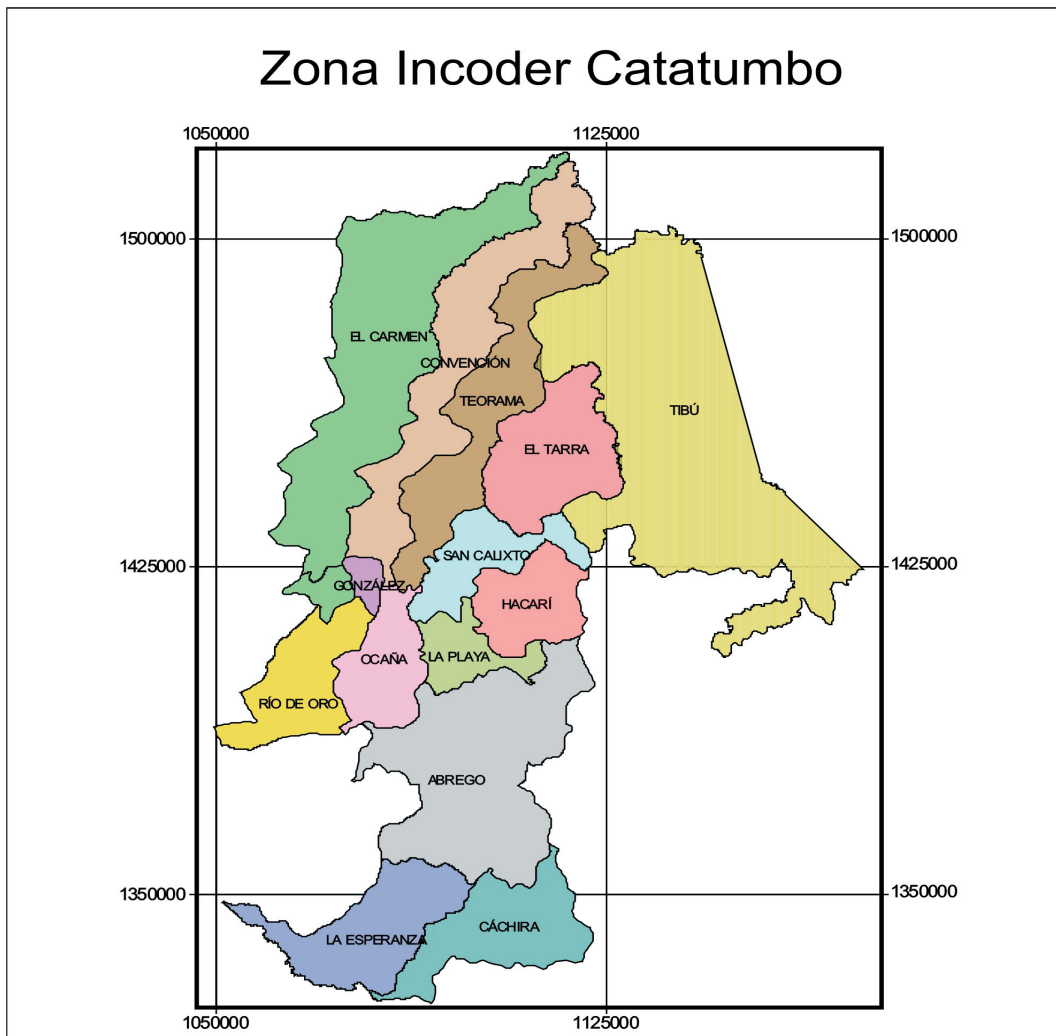 Zona Incoder Catatumbo
1050000 1125000
1500000 1500000
EL CARMEN
CONVENCIÓN
TEORAMA
TIBÚ
EL TARRA
SAN CALIXTO
1425000 1425000
GONZÁLEZ
HACARÍ
OCAÑA
LA PLAYA
RÍO DE ORO
ABREGO
1350000 1350000
CÁCHIRA
LA ESPERANZA
1050000 1125000